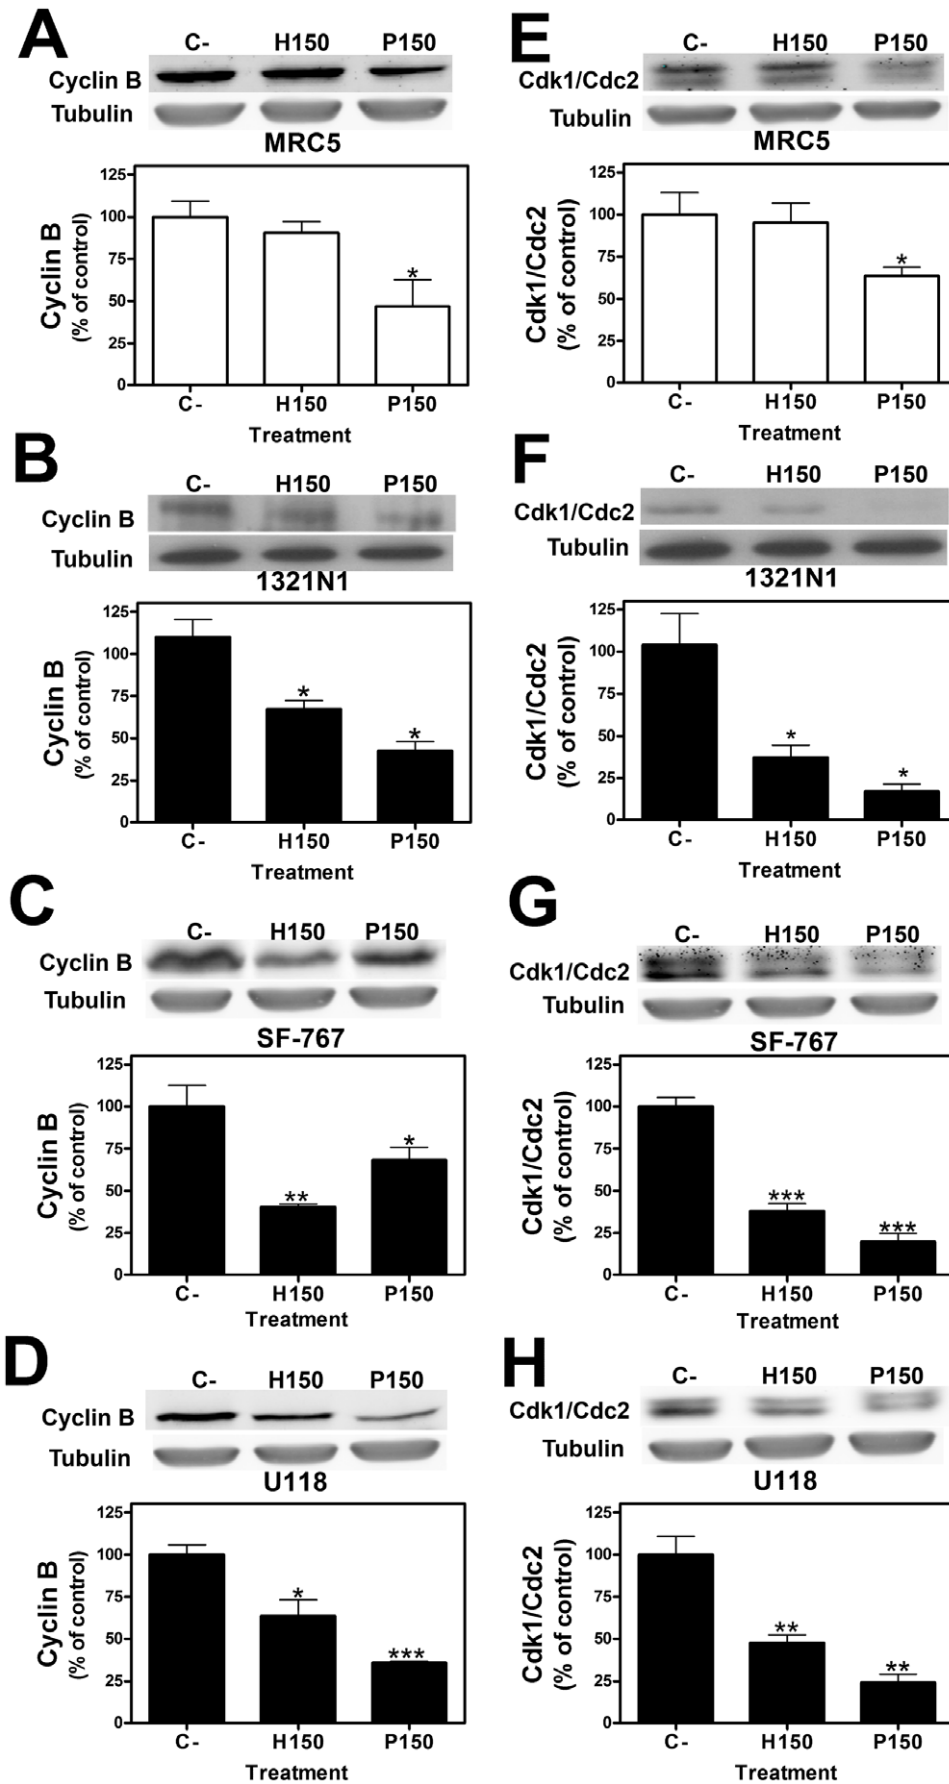 A
C- H150 P150
Cyclin B
Tubulin
MRC5
Cyclin B
(% of control)
125
100
75
50
25
0
*
C- H150 P150
Treatment
E
C- H150 P150
Cdk1/Cdc2
Tubulin
MRC5
Cdk1/Cdc2
(% of control)
125
100
75
50
25
0
*
C- H150 P150
Treatment
B
C- H150 P150
Cyclin B
Tubulin
1321N1
Cyclin B
(% of control)
125
100
75
50
25
0
* *
C- H150 P150
Treatment
F
C- H150 P150
Cdk1/Cdc2
Tubulin
1321N1
Cdk1/Cdc2
(% of control)
125
100
75
50
25
0
* *
C- H150 P150
Treatment
C
C- H150 P150
Cyclin B
Tubulin
SF-767
Cyclin B
(% of control)
125
100
75
50
25
0
** *
C- H150 P150
Treatment
G
C- H150 P150
Cdk1/Cdc2
Tubulin
SF-767
Cdk1/Cdc2
(% of control)
125
100
75
50
25
0
*** ***
C- H150 P150
Treatment
D
C- H150 P150
Cyclin B
Tubulin
U118
Cyclin B
(% of control)
125
100
75
50
25
0
* ***
C- H150 P150
Treatment
H
C- H150 P150
Cdk1/Cdc2
Tubulin
U118
Cdk1/Cdc2
(% of control)
125
100
75
50
25
0
** **
C- H150 P150
Treatment